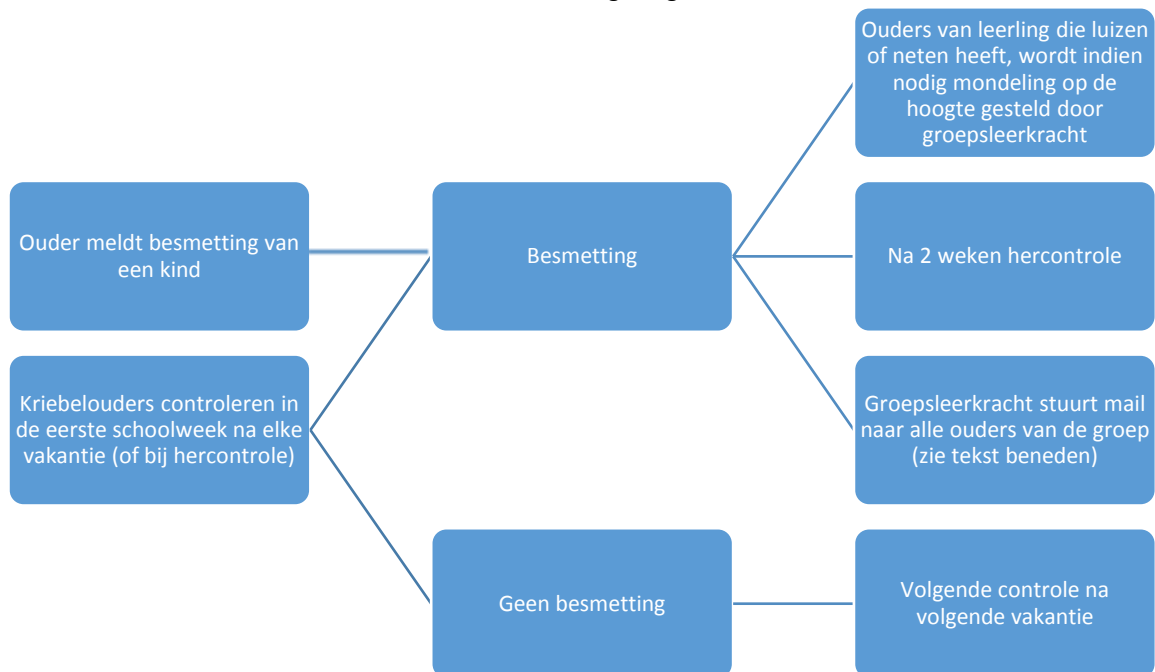 Ouders van leerling die luizen
of neten heeft, wordt indien
nodig mondeling op de
hoogte gesteld door
groepsleerkracht
Ouder meldt besmetting van
een kind
Besmetting
Na 2 weken hercontrole
Kriebelouders controleren in
de eerste schoolweek na elke
vakantie (of bij hercontrole)
Groepsleerkracht stuurt mail
naar alle ouders van de groep
(zie tekst beneden)
Geen besmetting
Volgende controle na
volgende vakantie